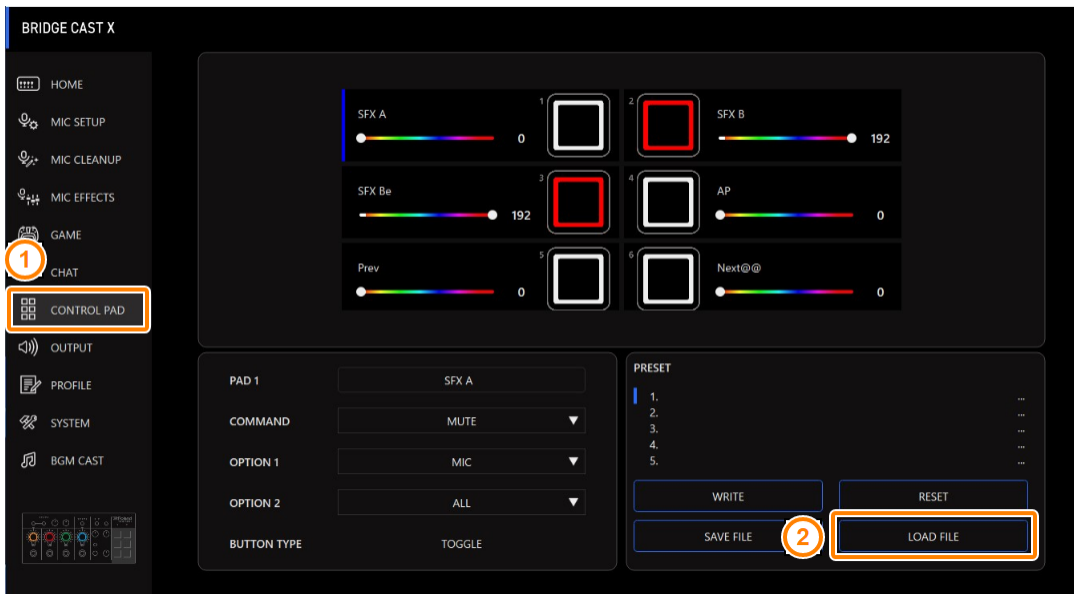 BRIDGE CAST X
HOME
MIC SETUP
MIC CLEANUP
MIC EFFECTS
GAME
1
CHAT
CONTROL PAD
OUTPUT
PROFILE
SYSTEM
BGM CAST
SFX A
0
1
2
SFX B
192
SFX Be
192
3
4
AP
0
Prev
0
5
6
Next@@
0
PAD 1
SFX A
COMMAND
MUTE
OPTION 1
MIC
OPTION 2
ALL
BUTTON TYPE
TOGGLE
PRESET
1. ...
2. ...
3. ...
4. ...
5. ...
WRITE
RESET
SAVE FILE
2
LOAD FILE